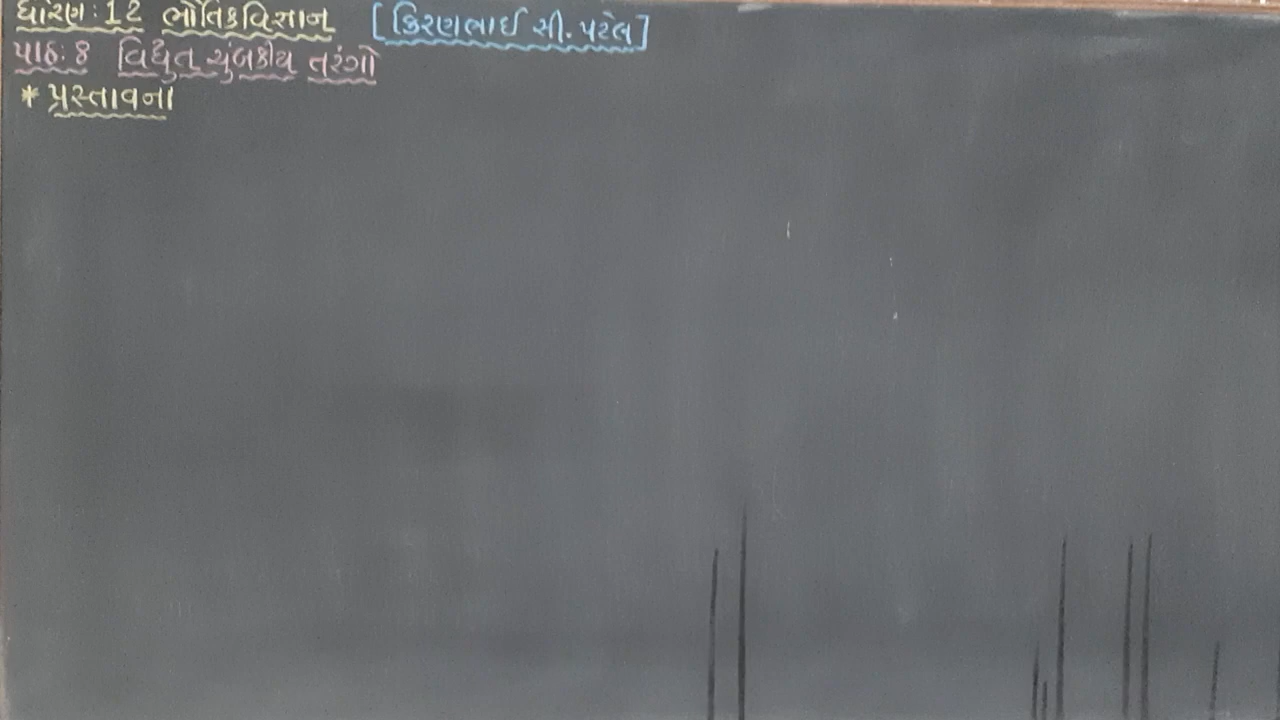 ધોરણ: 12 ભૌતિકવિજ્ઞાન [કિરણભાઈ સી. પટેલ]
પાઠ: 8 વિદ્યુત ચુંબકીય તરંગો
* પ્રસ્તાવના